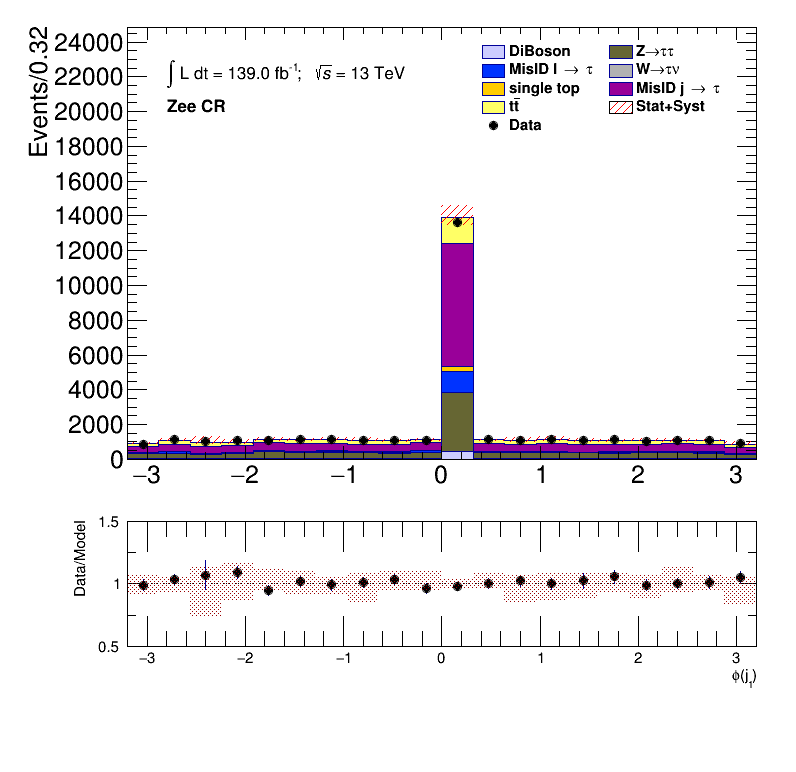 Events/0.32
24000
22000
20000
18000
16000
14000
12000
10000
8000
6000
4000
2000
0
∫ L dt = 139.0 fb⁻¹; √s = 13 TeV
Zee CR
DiBoson
MisID l → τ
single top
tt̄
Data
Z→ττ
W→τν
MisID j → τ
Stat+Syst
−3 −2 −1 0 1 2 3
Data/Model
1.5
1
0.5
−3 −2 −1 0 1 2 3
ϕ(j₁)